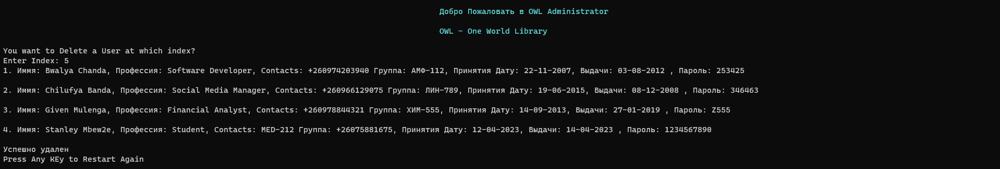 Добро Пожаловать в OWL Administrator
OWL - One World Library
You want to Delete a User at which index?
Enter Index: 5
1. Иммя: Bwalya Chanda, Профессия: Software Developer, Contacts: +260974203940 Группа: АМФ-112, Принятия Дату: 22-11-2007, Выдачи: 03-08-2012 , Пароль: 253425
2. Иммя: Chilufya Banda, Профессия: Social Media Manager, Contacts: +260966129075 Группа: ЛИН-789, Принятия Дату: 19-06-2015, Выдачи: 08-12-2008 , Пароль: 346463
3. Иммя: Given Mulenga, Профессия: Financial Analyst, Contacts: +260978844321 Группа: ХИМ-555, Принятия Дату: 14-09-2013, Выдачи: 27-01-2019 , Пароль: Z555
4. Иммя: Stanley Mbew2e, Профессия: Student, Contacts: MED-212 Группа: +26075881675, Принятия Дату: 12-04-2023, Выдачи: 14-04-2023 , Пароль: 1234567890
Успешно удален
Press Any KEy to Restart Again